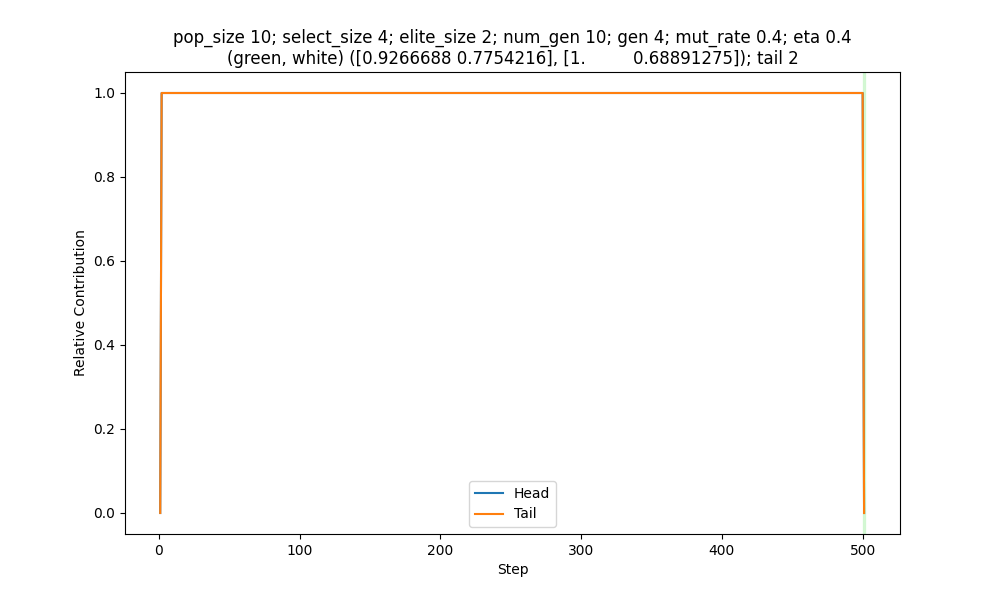 pop_size 10; select_size 4; elite_size 2; num_gen 10; gen 4; mut_rate 0.4; eta 0.4
(green, white) ([0.9266688 0.7754216], [1.         0.68891275]); tail 2
1.0
0.8
0.6
0.4
0.2
0.0
Relative Contribution
Head
Tail
0
100
200
300
400
500
Step